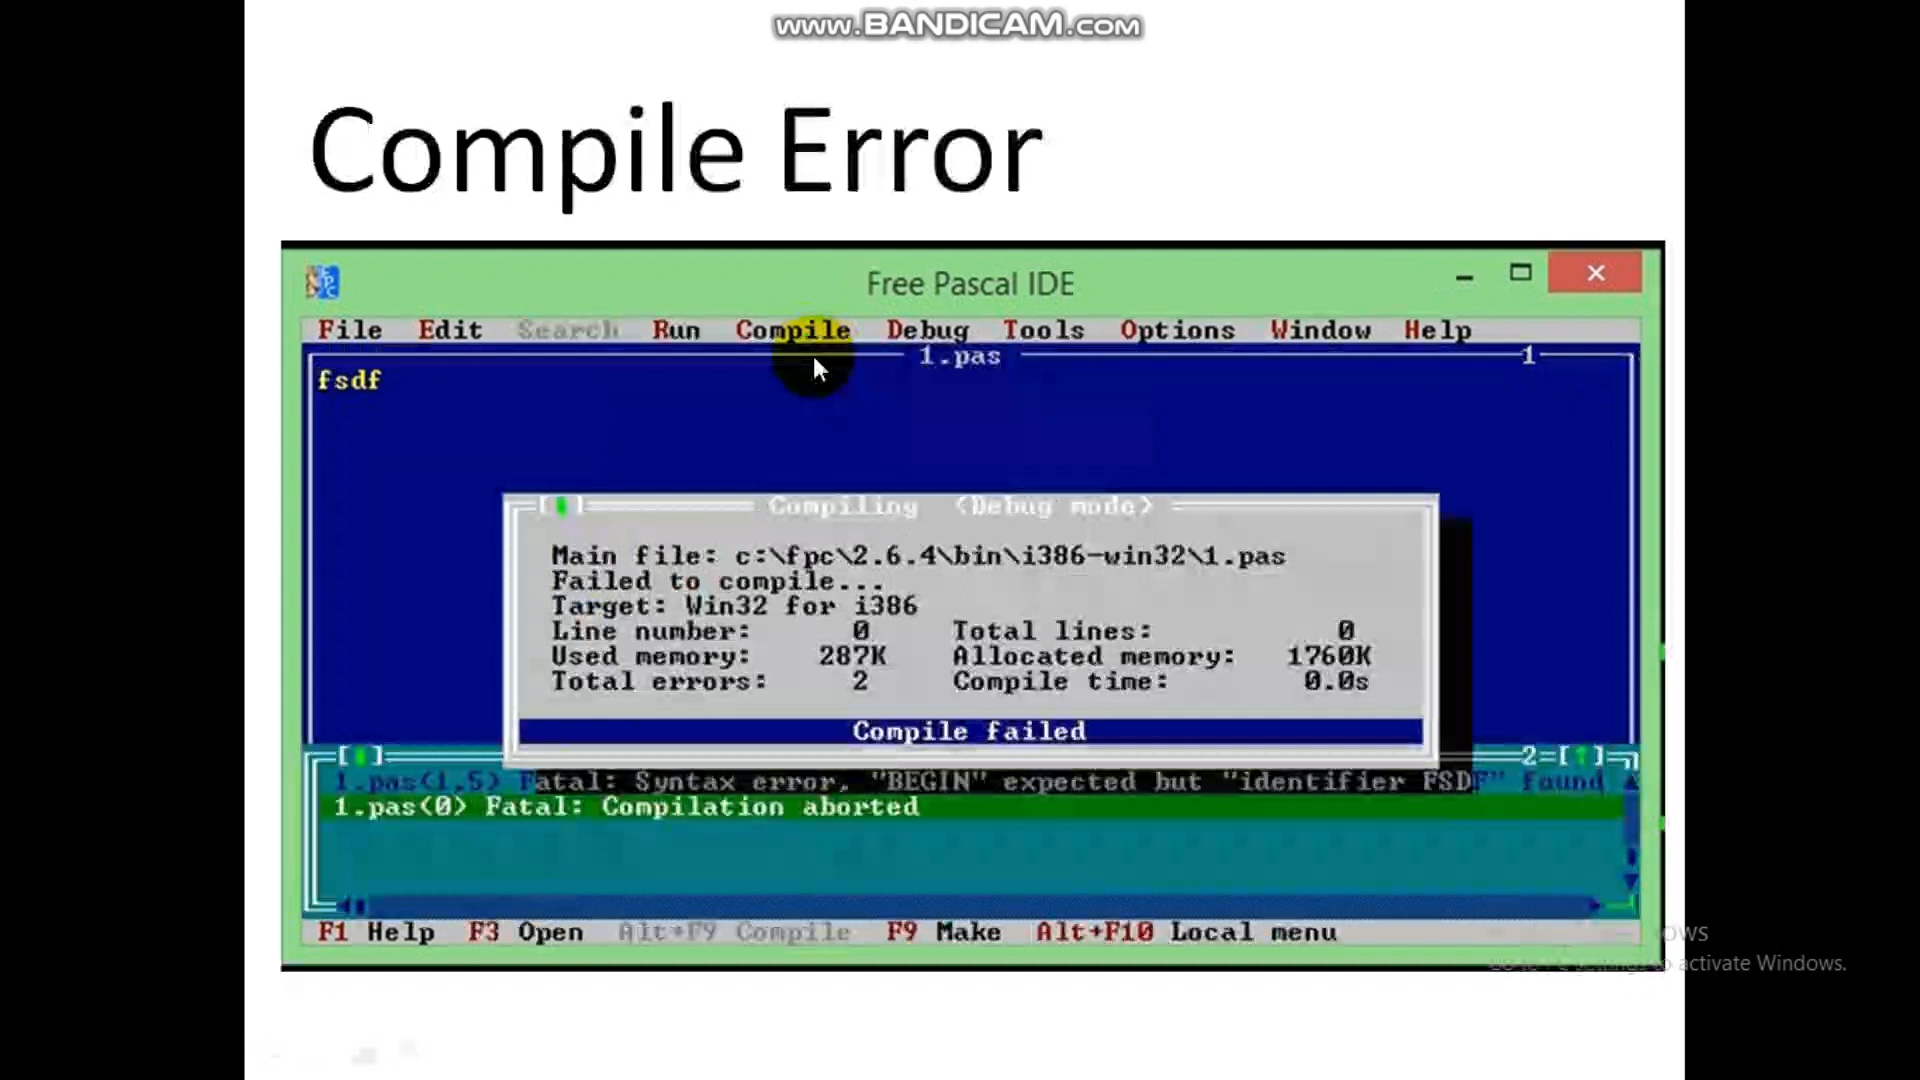 www.BANDICAM.com
Compile Error
Free Pascal IDE
File Edit Search Run Compile Debug Tools Options Window Help
1.pas 1
fsdf
Compiling (Debug mode)
Main file: c:\fpc\2.6.4\bin\i386-win32\1.pas
Failed to compile...
Target: Win32 for i386
Line number: 0 Total lines: 0
Used memory: 287K Allocated memory: 1760K
Total errors: 2 Compile time: 0.0s
Compile failed
2
1.pas(1,5) Fatal: Syntax error, "BEGIN" expected but "identifier FSDF" found
1.pas(0) Fatal: Compilation aborted
F1 Help F3 Open Alt+F9 Compile F9 Make Alt+F10 Local menu
activate Windows.